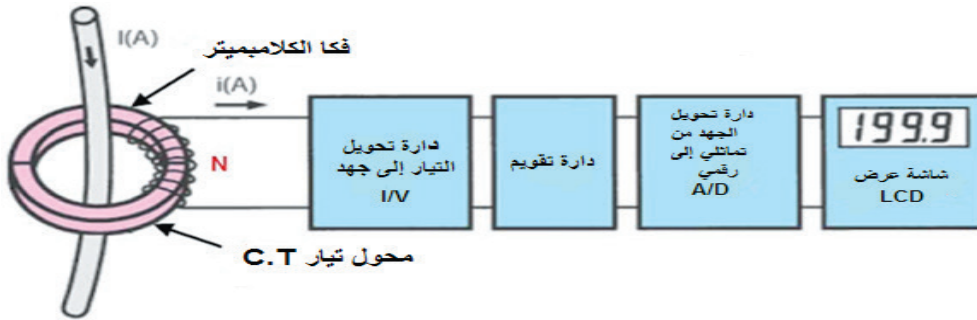 I(A)
فكا الكلامبميتر
i(A)
N
محول تيار C.T
دارة تحويل
التيار إلى جهد
I/V
دارة تقويم
دارة تحويل
الجهد من
تماثلي إلى
رقمي
A/D
199.9
شاشة عرض
LCD